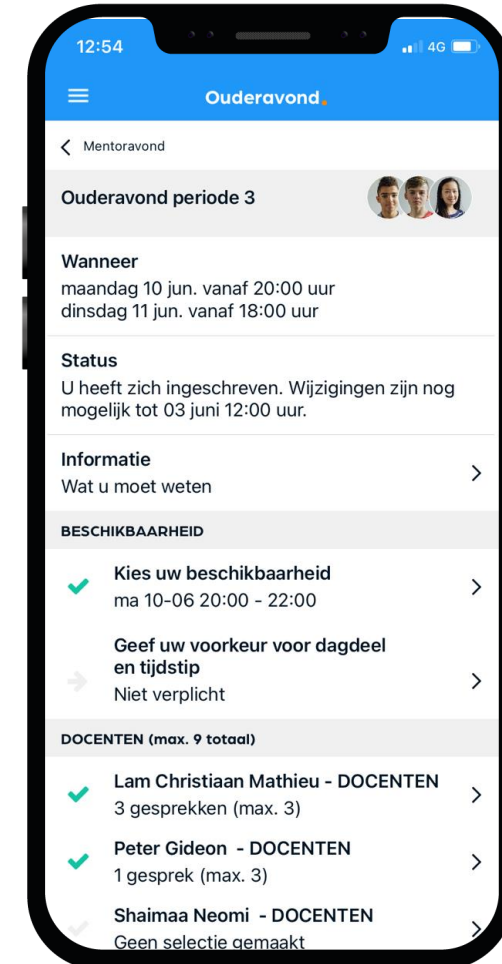 12:54
4G
Ouderavond.
Mentoravond
Ouderavond periode 3
Wanneer
maandag 10 jun. vanaf 20:00 uur
dinsdag 11 jun. vanaf 18:00 uur
Status
U heeft zich ingeschreven. Wijzigingen zijn nog
mogelijk tot 03 juni 12:00 uur.
Informatie
Wat u moet weten
BESCHIKBAARHEID
Kies uw beschikbaarheid
ma 10-06 20:00 - 22:00
Geef uw voorkeur voor dagdeel
en tijdstip
Niet verplicht
DOCENTEN (max. 9 totaal)
Lam Christiaan Mathieu - DOCENTEN
3 gesprekken (max. 3)
Peter Gideon - DOCENTEN
1 gesprek (max. 3)
Shaimaa Neomi - DOCENTEN
Geen selectie gemaakt